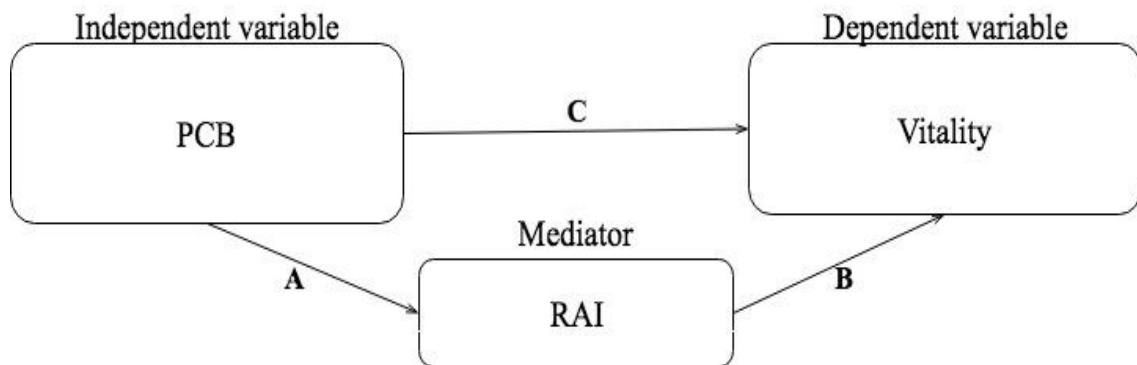 Independent variable
Dependent variable
PCB
C
Vitality
Mediator
A
B
RAI